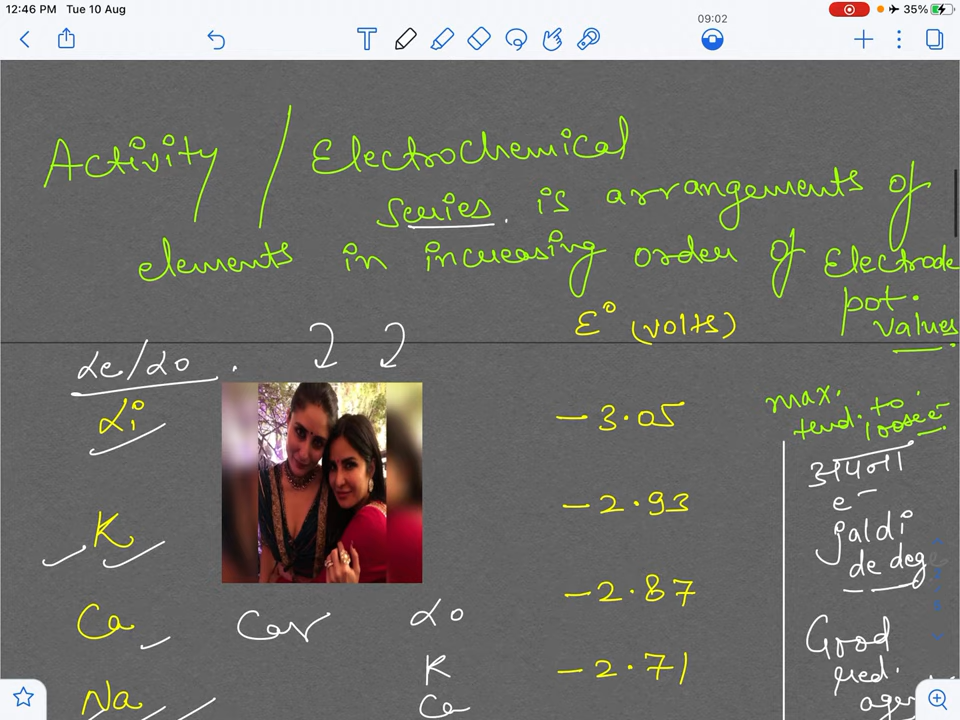 12:46 PM Tue 10 Aug
09:02
35%
Activity / Electrochemical
series. is arrangements of
elements in increasing order of Electrode
pot.
values.
E° (volts)
Le/Lo.
Li
-3.05
max.
tend. to
loose e-
K
-2.93
अपना
e-
jaldi
de deg
Ca
Car
Lo
-2.87
K
-2.71
Good
red.
agen
Na
Ca